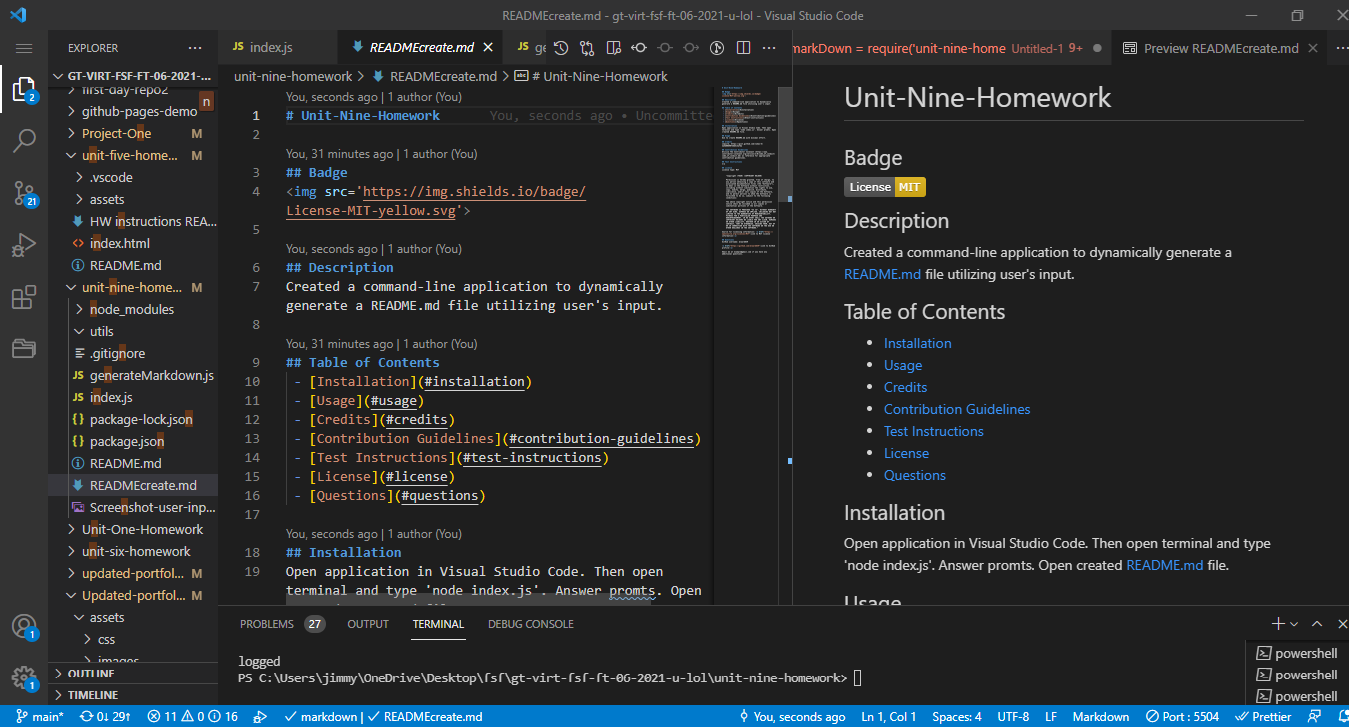 READMEcreate.md - gt-virt-fsf-ft-06-2021-u-lol - Visual Studio Code
EXPLORER
GT-VIRT-FSF-FT-06-2021-...
first-day-repo2
n
github-pages-demo
Project-One M
unit-five-home... M
.vscode
assets
HW instructions REA...
index.html
README.md
unit-nine-home... M
node_modules
utils
.gitignore
generateMarkdown.js
index.js
package-lock.json
package.json
README.md
READMEcreate.md
Screenshot-user-inp...
Unit-One-Homework
unit-six-homework
updated-portfol... M
Updated-portfol... M
assets
css
images
OUTLINE
TIMELINE
2
21
1
1
JS index.js
READMEcreate.md
JS ge
unit-nine-homework > READMEcreate.md > # Unit-Nine-Homework
You, seconds ago | 1 author (You)
1 # Unit-Nine-Homework You, seconds ago • Uncommitte
2
You, 31 minutes ago | 1 author (You)
3 ## Badge
4 <img src='https://img.shields.io/badge/
License-MIT-yellow.svg'>
5
You, seconds ago | 1 author (You)
6 ## Description
7 Created a command-line application to dynamically
generate a README.md file utilizing user's input.
8
You, 31 minutes ago | 1 author (You)
9 ## Table of Contents
10 - [Installation](#installation)
11 - [Usage](#usage)
12 - [Credits](#credits)
13 - [Contribution Guidelines](#contribution-guidelines)
14 - [Test Instructions](#test-instructions)
15 - [License](#license)
16 - [Questions](#questions)
17
You, seconds ago | 1 author (You)
18 ## Installation
19 Open application in Visual Studio Code. Then open
terminal and type 'node index.js'. Answer promts. Open
markDown = require('unit-nine-home Untitled-1 9+
Preview READMEcreate.md
Unit-Nine-Homework
Badge
License MIT
Description
Created a command-line application to dynamically generate a
README.md file utilizing user's input.
Table of Contents
• Installation
• Usage
• Credits
• Contribution Guidelines
• Test Instructions
• License
• Questions
Installation
Open application in Visual Studio Code. Then open terminal and type
'node index.js'. Answer promts. Open created README.md file.
Usage
PROBLEMS 27 OUTPUT TERMINAL DEBUG CONSOLE
logged
PS C:\Users\jimmy\OneDrive\Desktop\fsf\gt-virt-fsf-ft-06-2021-u-lol\unit-nine-homework>
powershell
powershell
powershell
main* 0↓ 29↑ 11 0 16 markdown | READMEcreate.md You, seconds ago Ln 1, Col 1 Spaces: 4 UTF-8 LF Markdown Port : 5504 Prettier